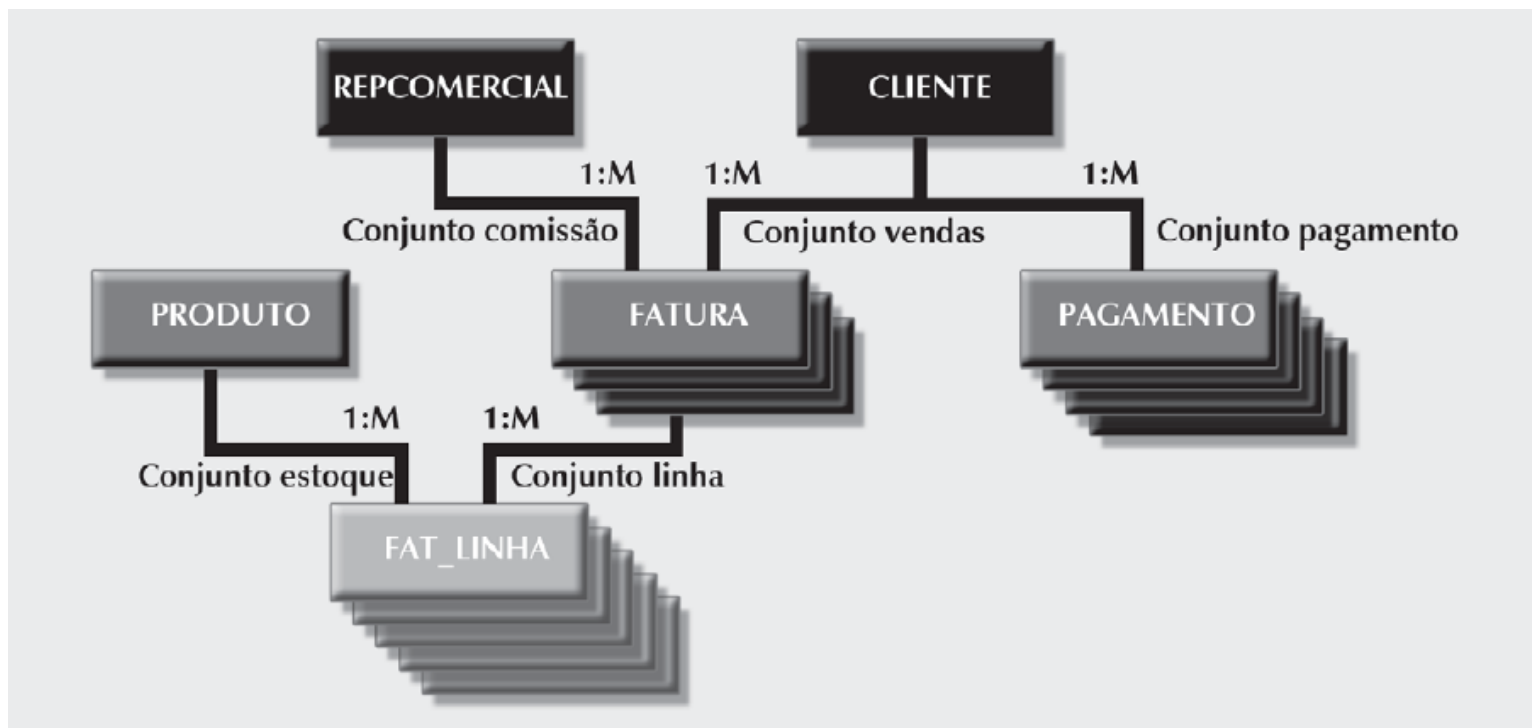 REPCOMERCIAL
CLIENTE
1:M
1:M
1:M
Conjunto comissão
Conjunto vendas
Conjunto pagamento
PRODUTO
FATURA
PAGAMENTO
1:M
1:M
Conjunto estoque
Conjunto linha
FAT_LINHA